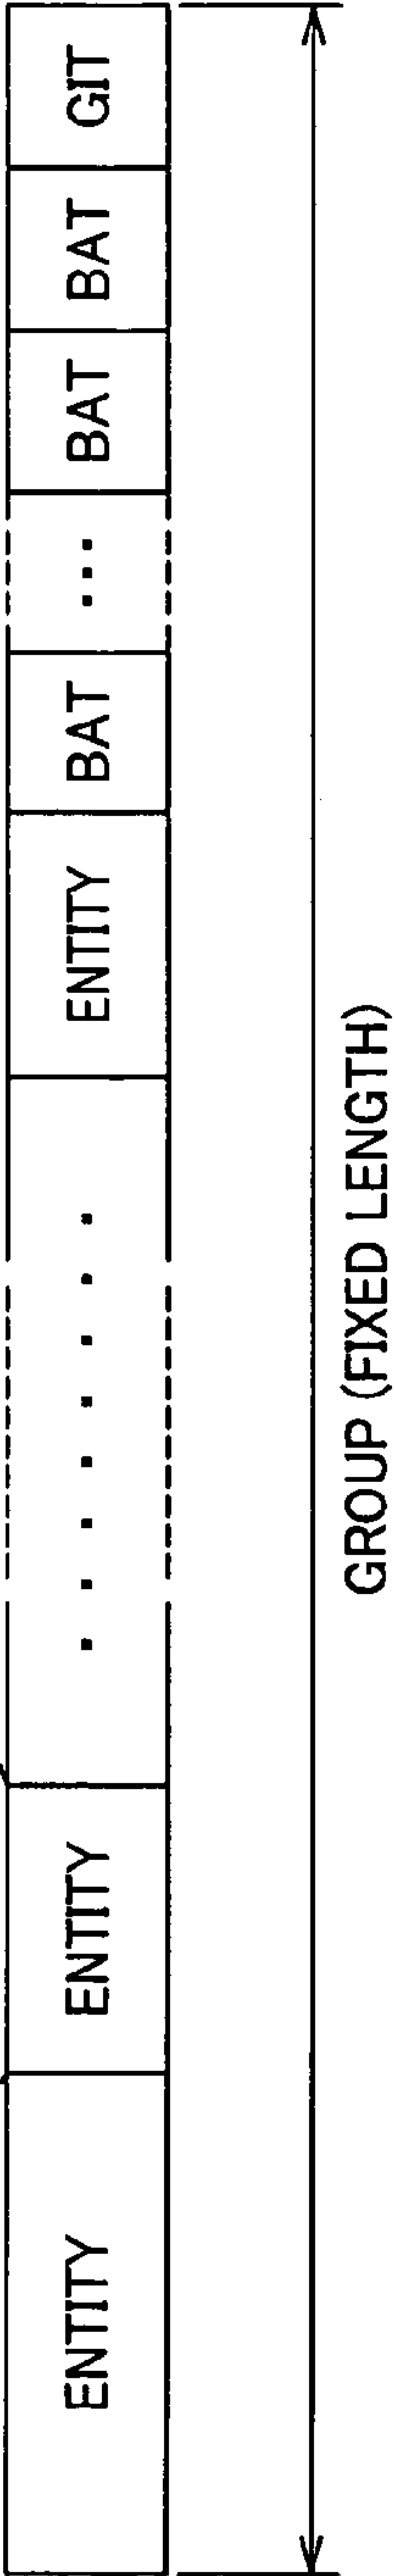 ENTITY ENTITY ....... . ENTITY BAT ... BAT BAT GIT
GROUP (FIXED LENGTH)